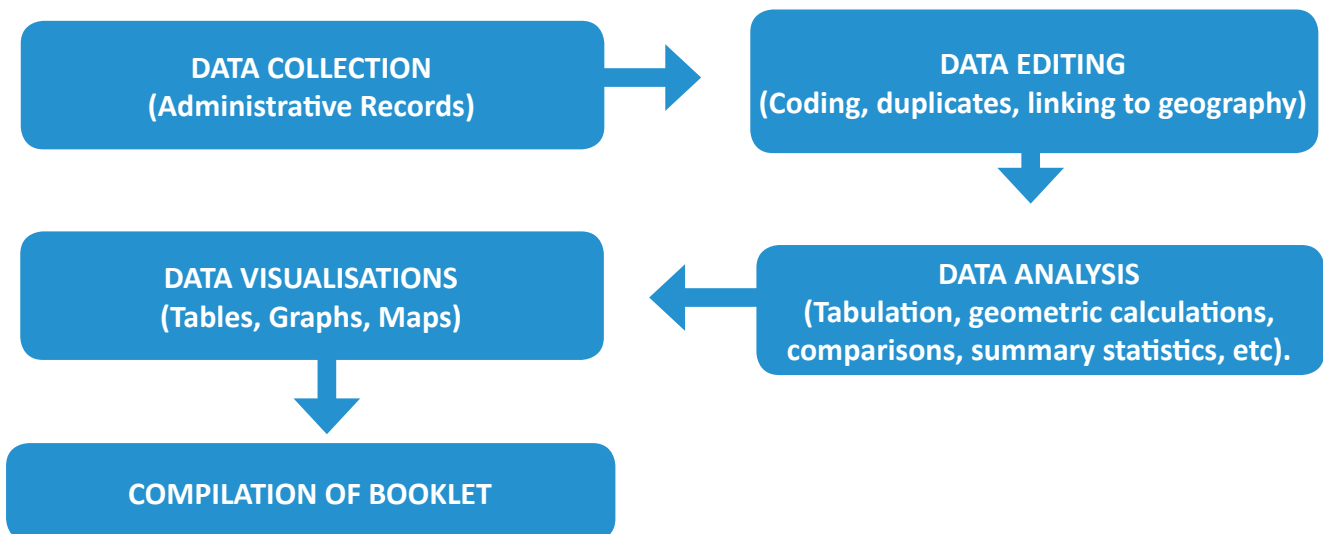 DATA COLLECTION
(Administrative Records)
DATA EDITING
(Coding, duplicates, linking to geography)
DATA ANALYSIS
(Tabulation, geometric calculations,
comparisons, summary statistics, etc).
DATA VISUALISATIONS
(Tables, Graphs, Maps)
COMPILATION OF BOOKLET